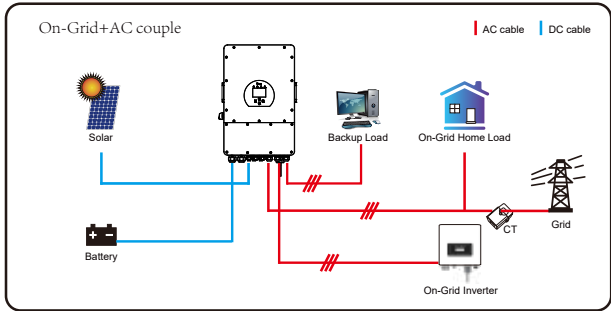 On-Grid+AC couple
AC cable
DC cable
Solar
Backup Load
On-Grid Home Load
CT
Grid
Battery
On-Grid Inverter